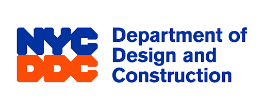 NYC
DDC
Department of
Design and
Construction